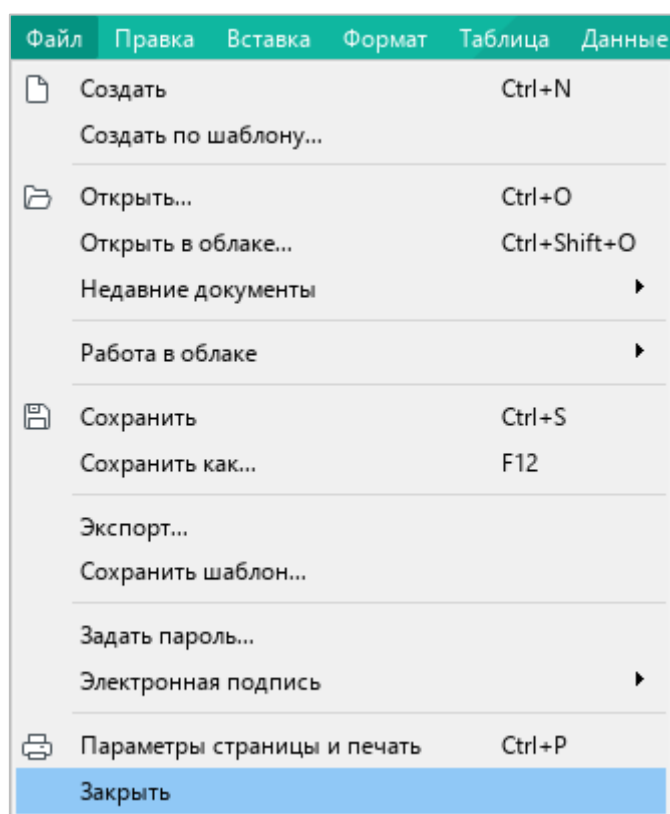 Файл Правка Вставка Формат Таблица Данные
Создать Ctrl+N
Создать по шаблону...
Открыть... Ctrl+O
Открыть в облаке... Ctrl+Shift+O
Недавние документы
Работа в облаке
Сохранить Ctrl+S
Сохранить как... F12
Экспорт...
Сохранить шаблон...
Задать пароль...
Электронная подпись
Параметры страницы и печать Ctrl+P
Закрыть